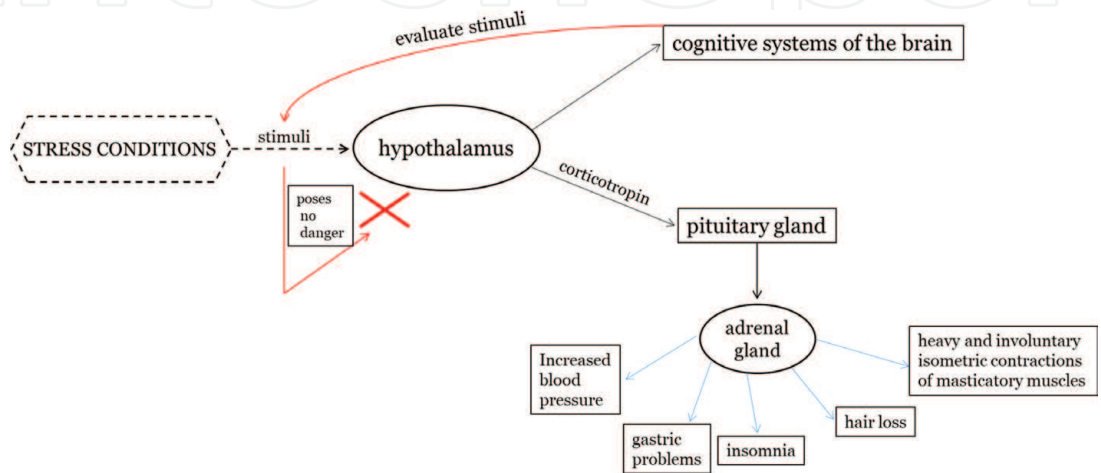 evaluate stimuli
cognitive systems of the brain
STRESS CONDITIONS
stimuli
hypothalamus
corticotropin
poses
no
danger
pituitary gland
adrenal
gland
Increased
blood
pressure
gastric
problems
insomnia
hair loss
heavy and involuntary
isometric contractions
of masticatory muscles